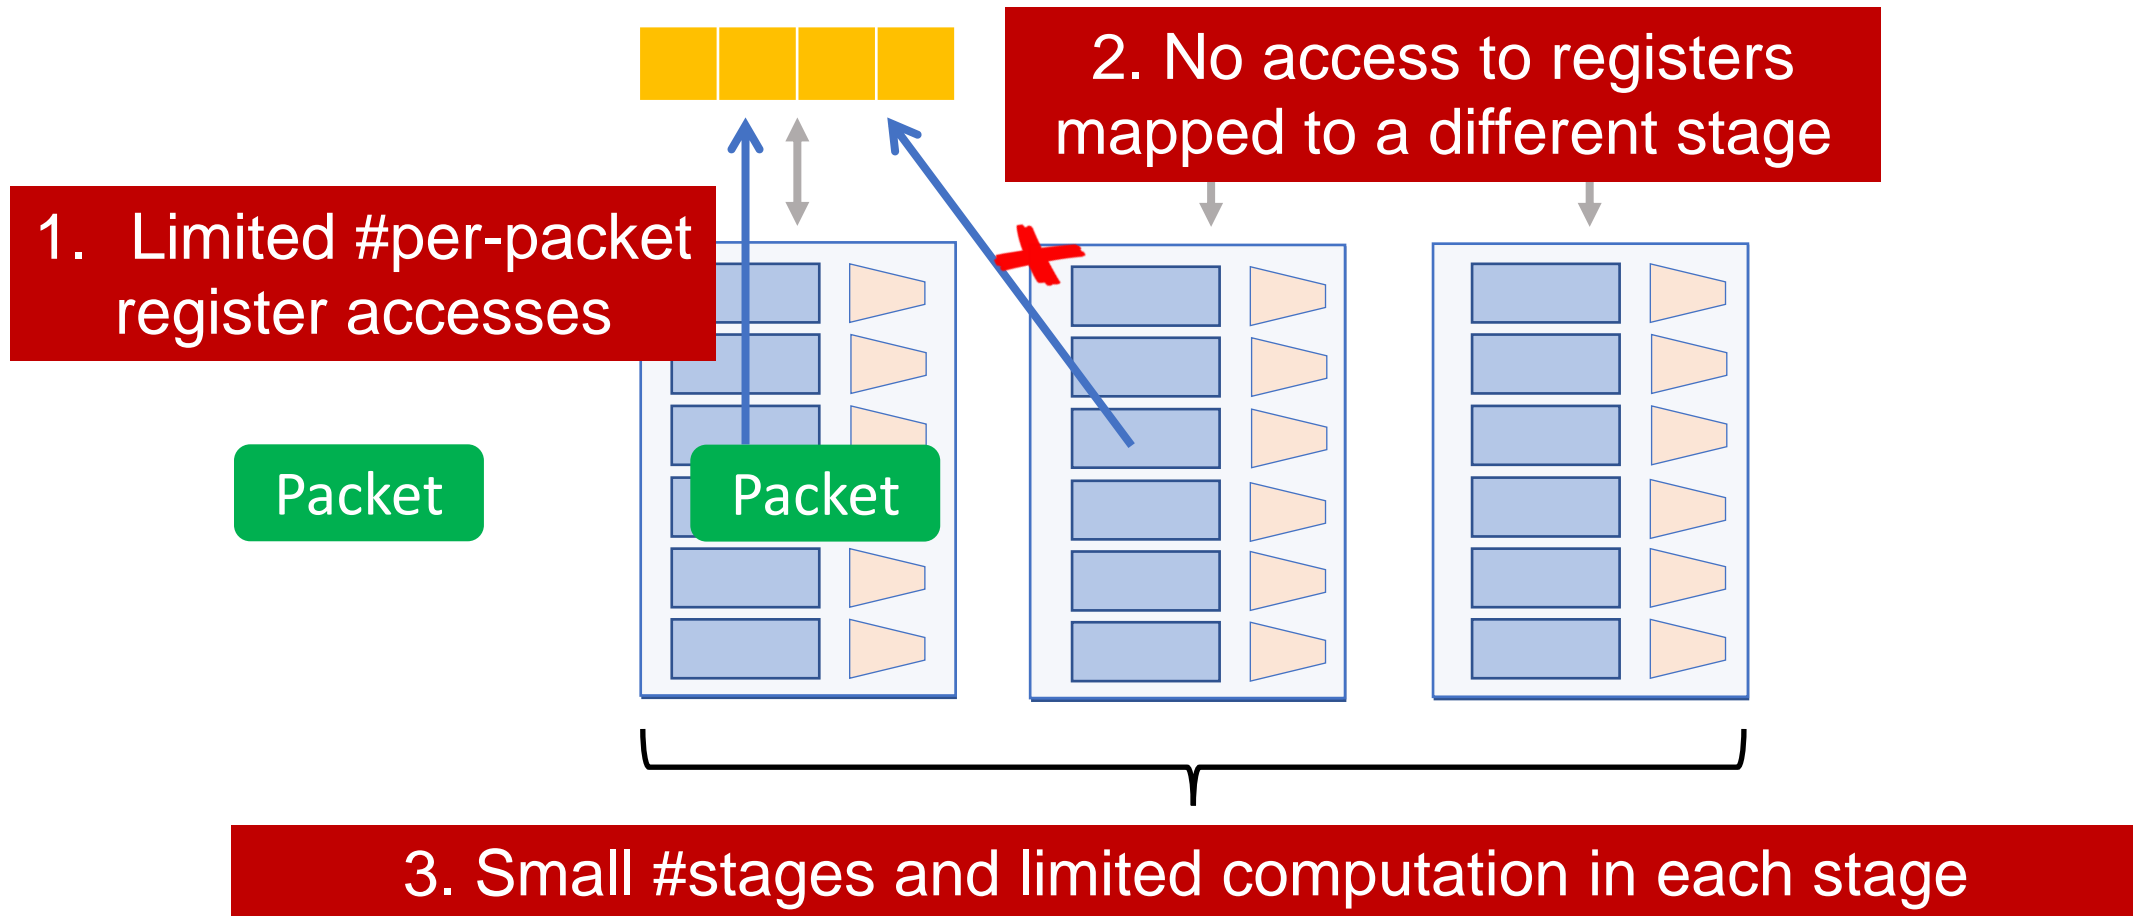 2. No access to registers
mapped to a different stage
1. Limited #per-packet
register accesses
Packet
Packet
3. Small #stages and limited computation in each stage